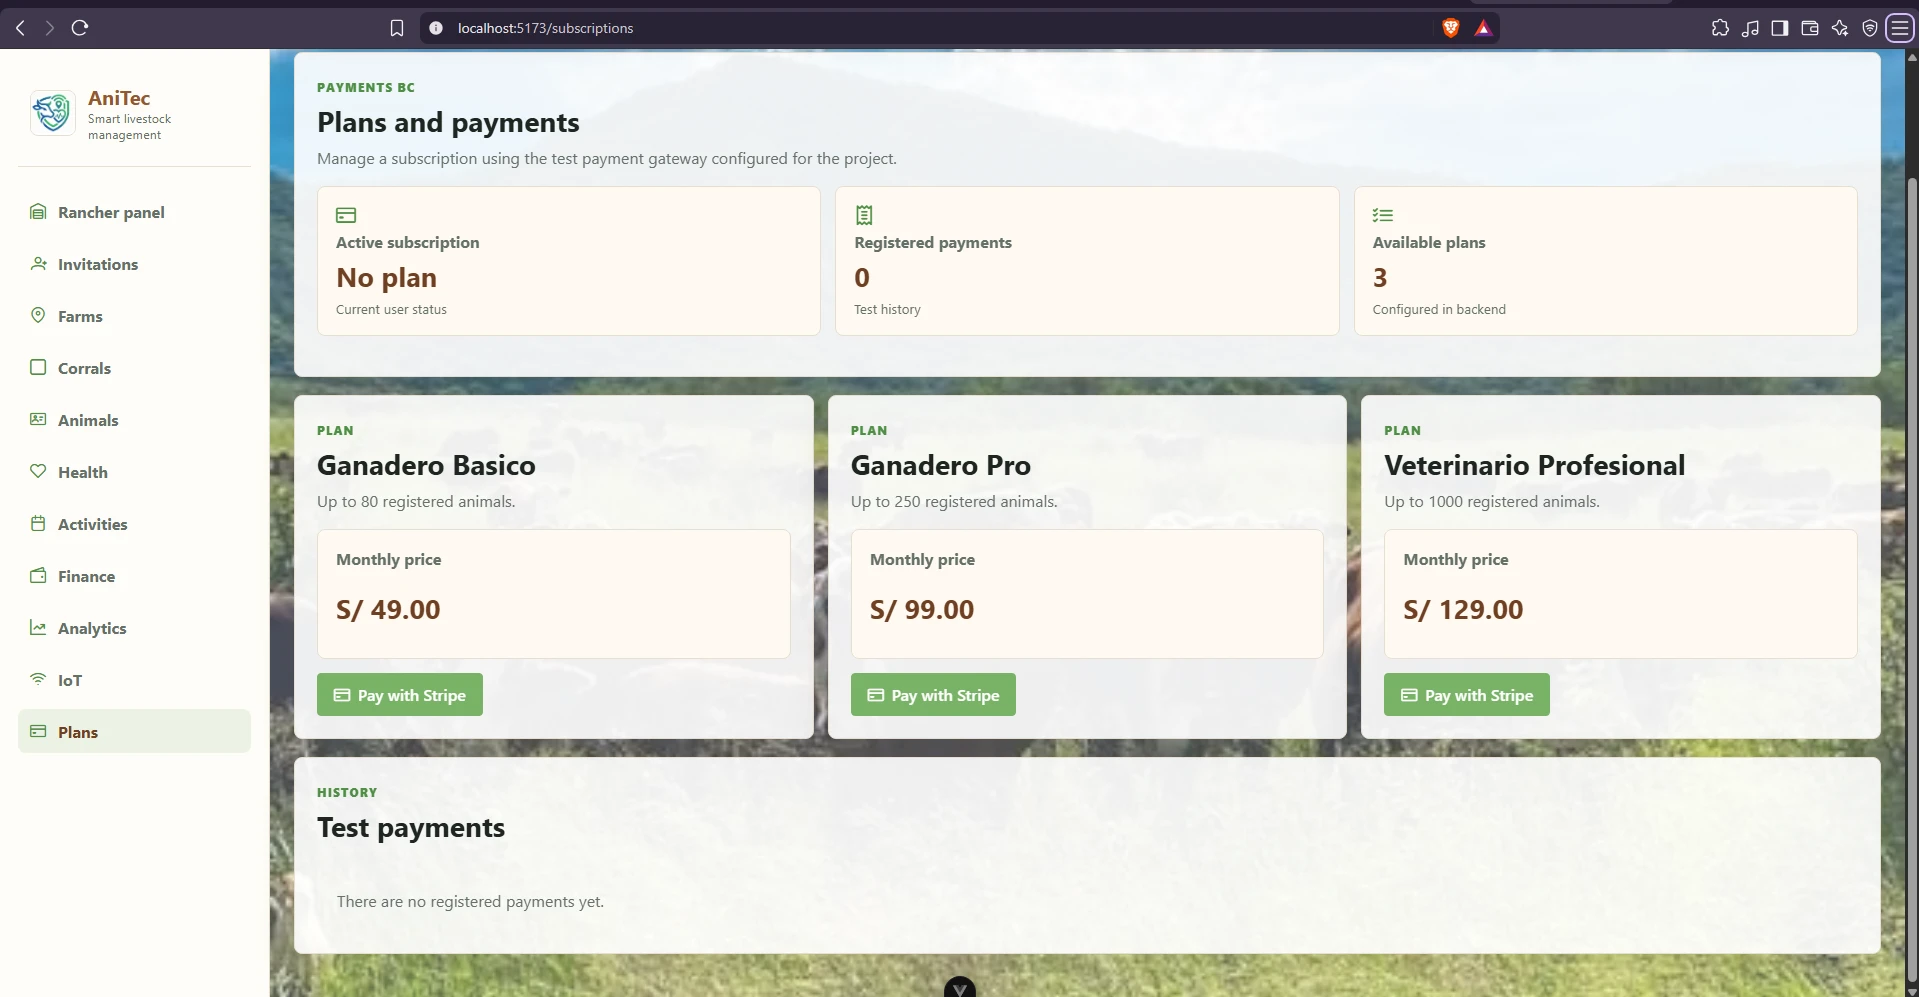 localhost:5173/subscriptions
AniTec
Smart livestock
management
Rancher panel
Invitations
Farms
Corrals
Animals
Health
Activities
Finance
Analytics
IoT
Plans
PAYMENTS BC
Plans and payments
Manage a subscription using the test payment gateway configured for the project.
Active subscription
No plan
Current user status
Registered payments
0
Test history
Available plans
3
Configured in backend
PLAN
Ganadero Basico
Up to 80 registered animals.
Monthly price
S/ 49.00
Pay with Stripe
PLAN
Ganadero Pro
Up to 250 registered animals.
Monthly price
S/ 99.00
Pay with Stripe
PLAN
Veterinario Profesional
Up to 1000 registered animals.
Monthly price
S/ 129.00
Pay with Stripe
HISTORY
Test payments
There are no registered payments yet.